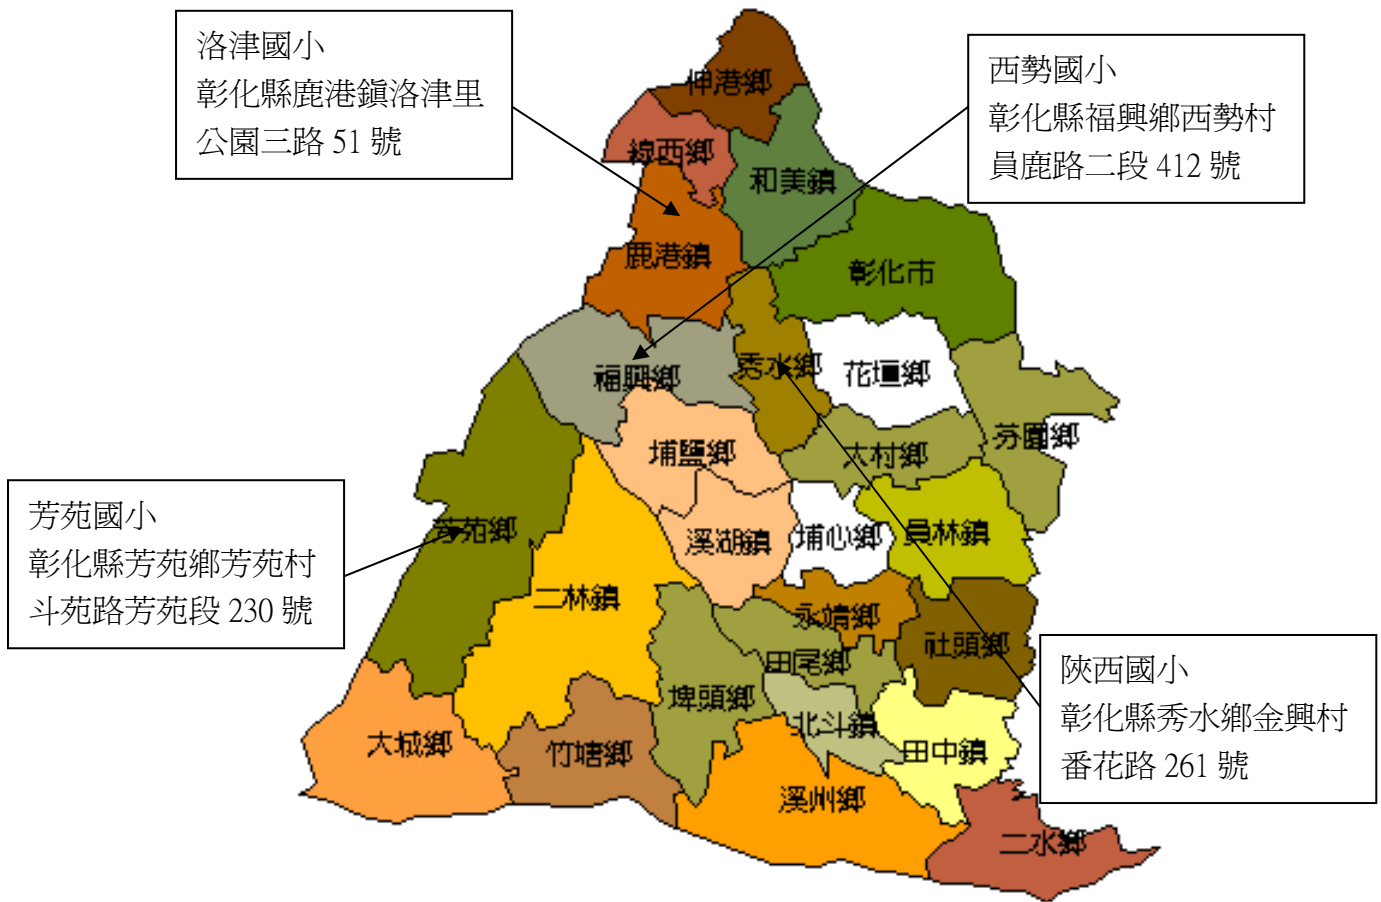 洛津國小
彰化縣鹿港鎮洛津里
公園三路 51 號
西勢國小
彰化縣福興鄉西勢村
員鹿路二段 412 號
伸港鄉
線西鄉
和美鎮
鹿港鎮
彰化市
福興鄉
秀水鄉
花壇鄉
芬園鄉
埔鹽鄉
大村鄉
芳苑國小
彰化縣芳苑鄉芳苑村
斗苑路芳苑段 230 號
芳苑鄉
溪湖鎮
埔心鄉
員林鎮
二林鎮
永靖鄉
社頭鄉
田尾鄉
埤頭鄉
北斗鎮
大城鄉
竹塘鄉
田中鎮
溪州鄉
二水鄉
陝西國小
彰化縣秀水鄉金興村
番花路 261 號